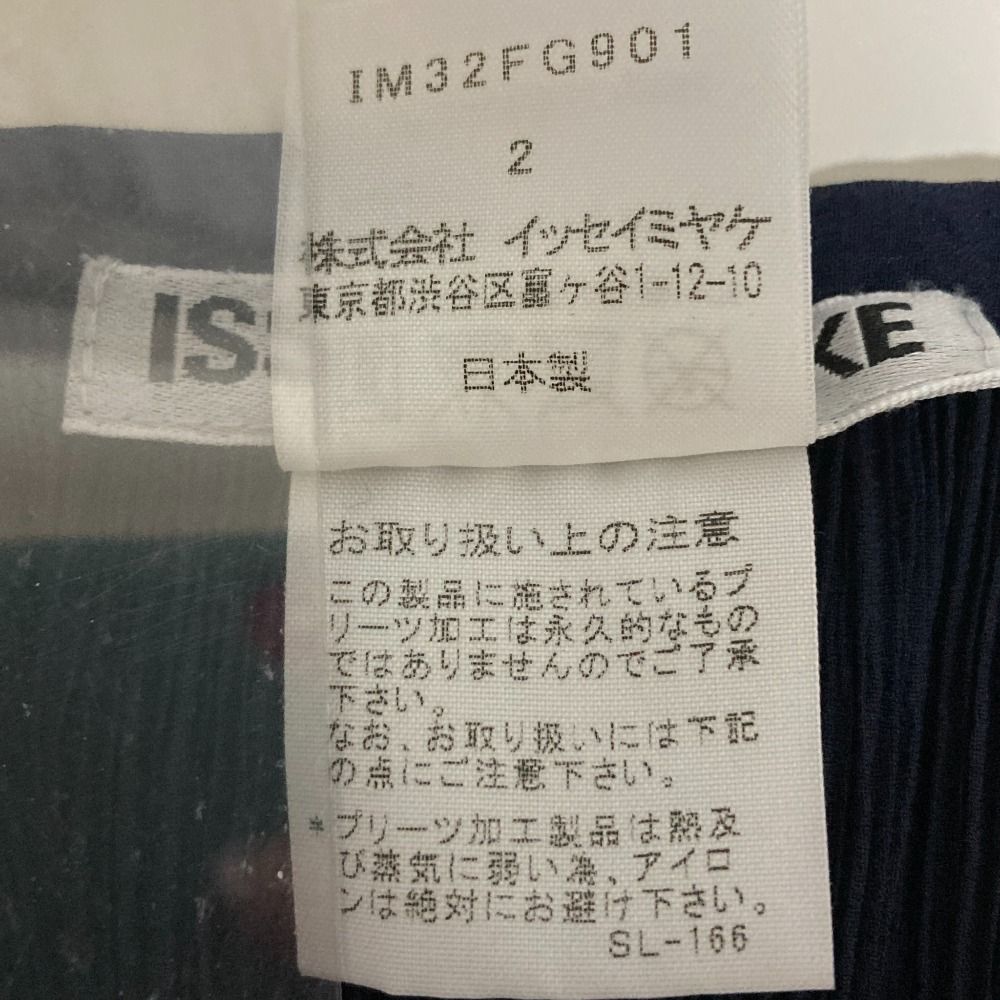 IM32FG901
2
株式会社 イッセイミヤケ
東京都渋谷区富ヶ谷1-12-10
日本製
IS
KE
お取り扱い上の注意
この製品に施されているプ
リーツ加工は永久的なもの
ではありませんのでご了承
下さい。
なお、お取り扱いには下記
の点にご注意下さい。
*プリーツ加工製品は熱及
び蒸気に弱い為、アイロ
ンは絶対にお避け下さい。
SL-166